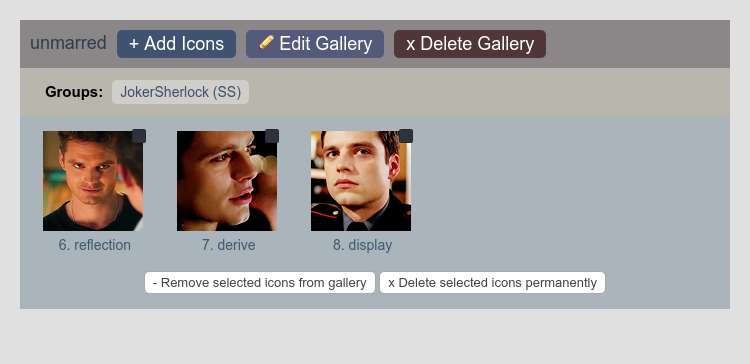 unmarred + Add Icons Edit Gallery x Delete Gallery
Groups: JokerSherlock (SS)
6. reflection 7. derive 8. display
- Remove selected icons from gallery x Delete selected icons permanently